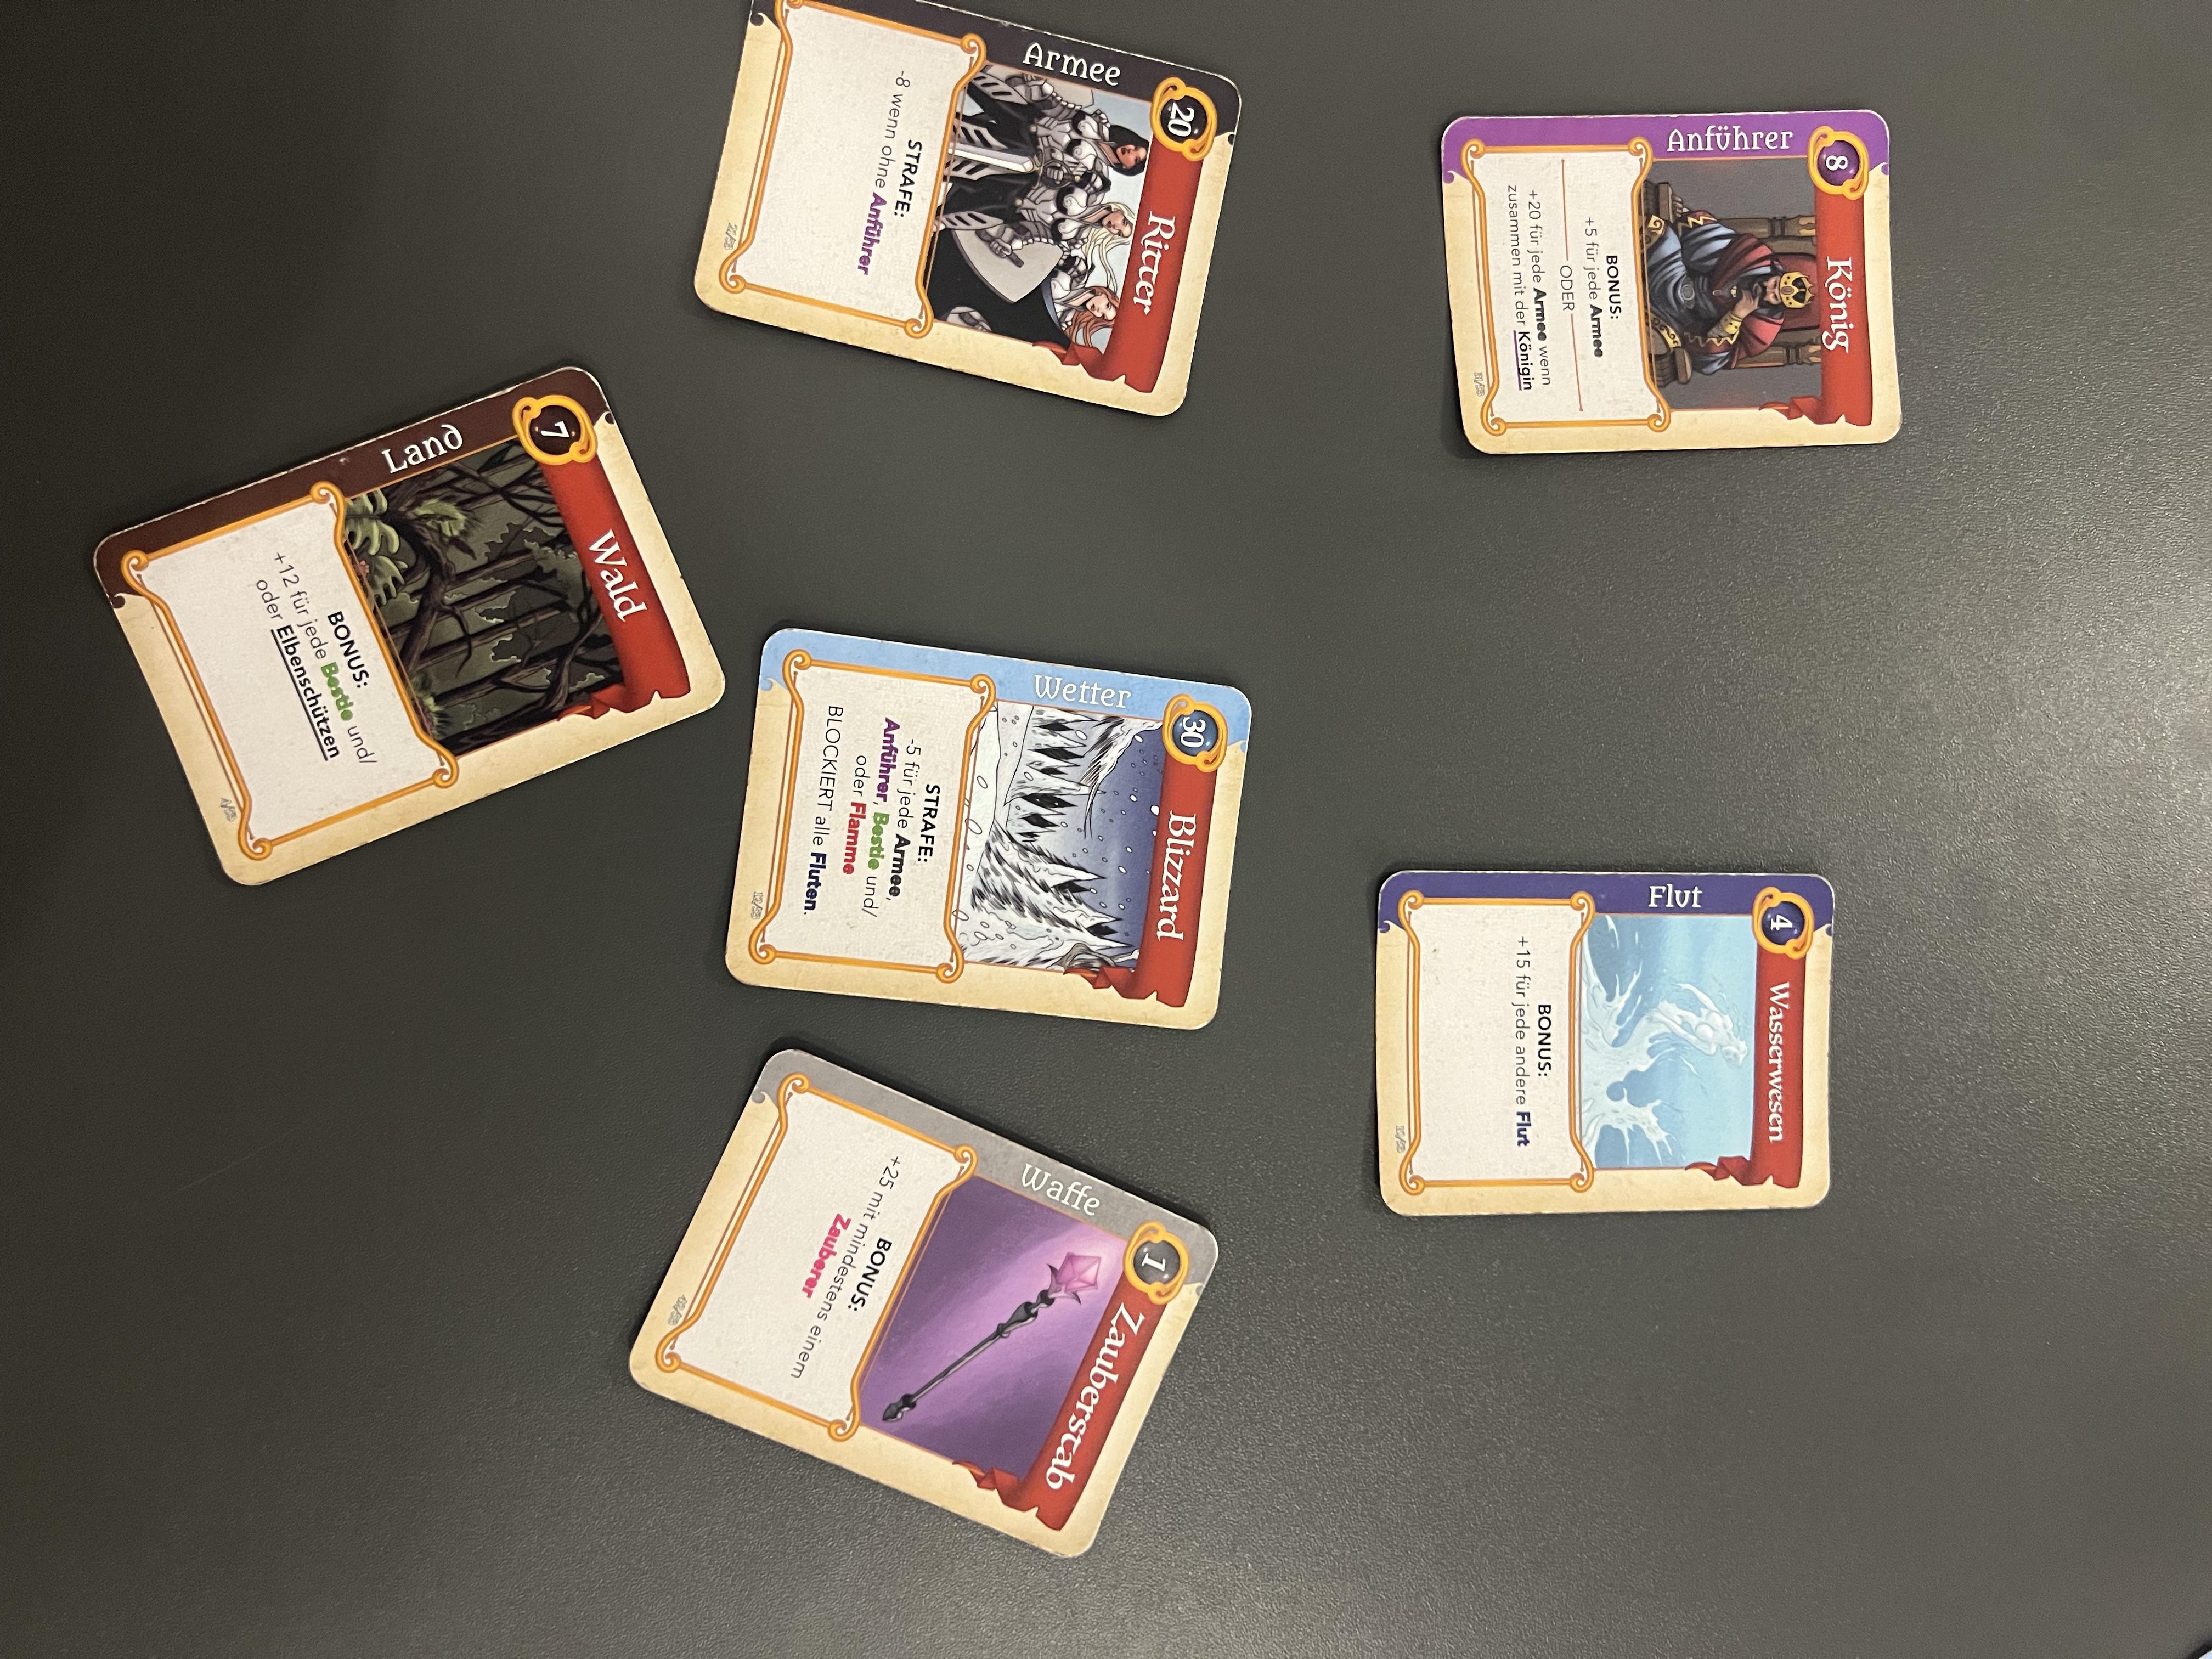 20
Ritter
Armee
STRAFE:
-8 wenn ohne Anführer
8
König
Anführer
BONUS:
+5 für jede Armee
ODER
+20 für jede Armee wenn
zusammen mit der Königin
7
Wald
Land
BONUS:
+12 für jede Bestie und/
oder Elbenschützen
30
Blizzard
Wetter
STRAFE:
-5 für jede Armee,
Anführer, Bestie und/
oder Flamme
BLOCKIERT alle Fluten.
4
Wasserwesen
Flut
BONUS:
+15 für jede andere Flut
1
Zauberstab
Waffe
BONUS:
+25 mit mindestens einem
Zauberer